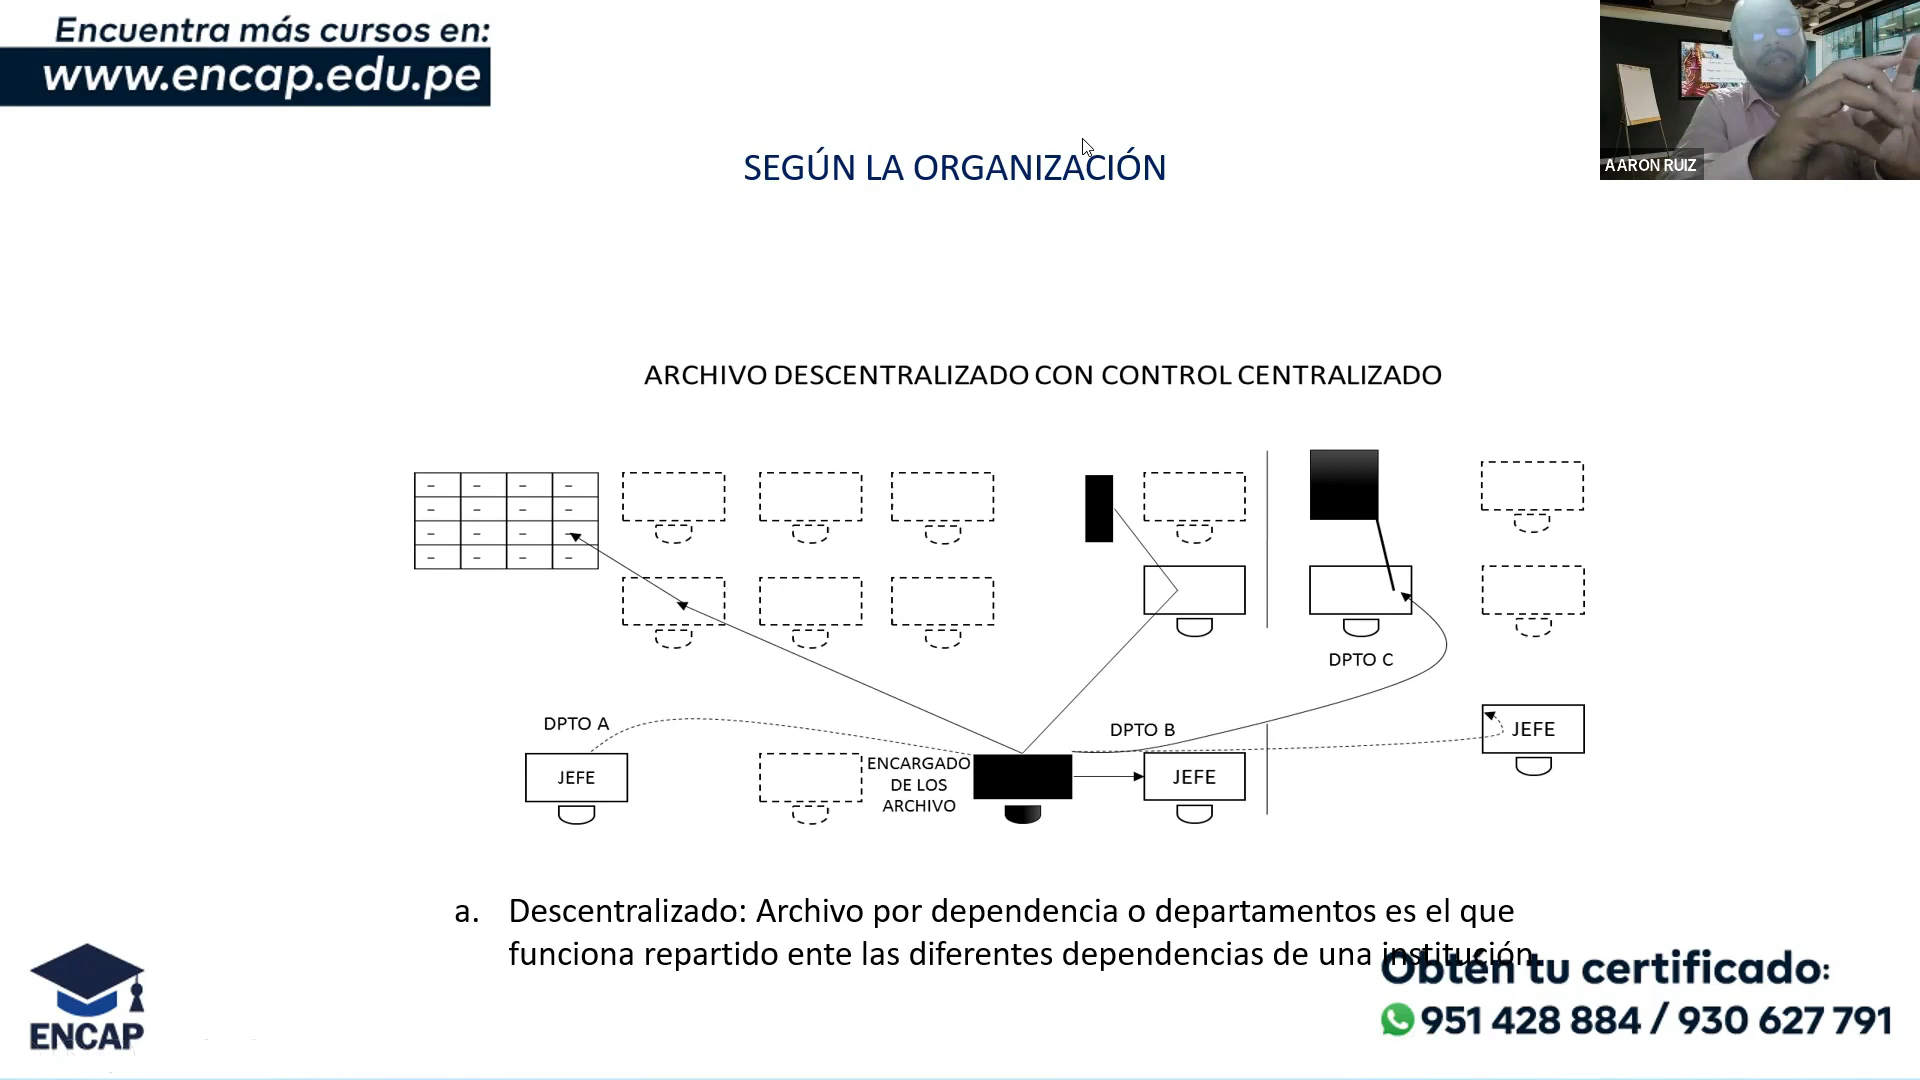 Encuentra más cursos en:
www.encap.edu.pe
AARON RUIZ
SEGÚN LA ORGANIZACIÓN
ARCHIVO DESCENTRALIZADO CON CONTROL CENTRALIZADO
DPTO C
DPTO A
DPTO B
JEFE
JEFE
ENCARGADO
DE LOS
ARCHIVO
JEFE
a. Descentralizado: Archivo por dependencia o departamentos es el que
funciona repartido ente las diferentes dependencias de una institución.
ENCAP
Obtén tu certificado:
951 428 884 / 930 627 791